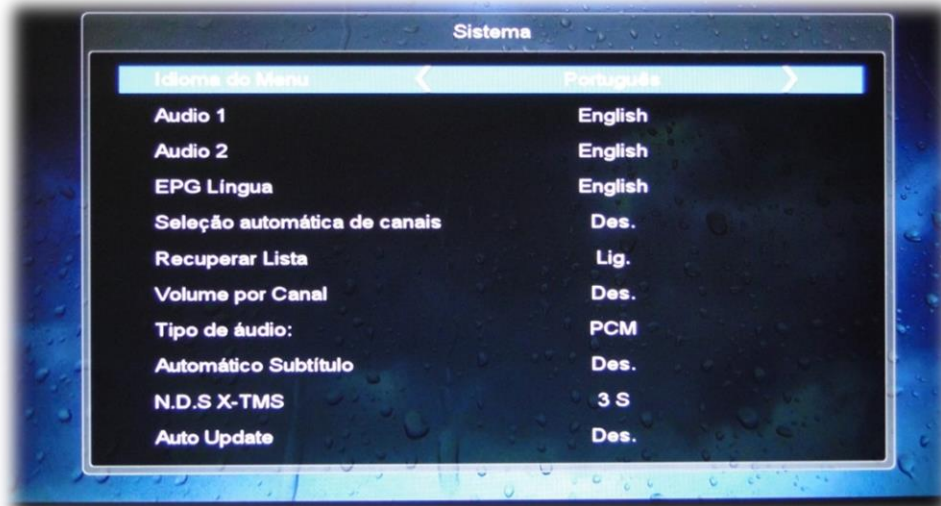 Sistema
Idioma do Menu Português
Audio 1 English
Audio 2 English
EPG Língua English
Seleção automática de canais Des.
Recuperar Lista Lig.
Volume por Canal Des.
Tipo de áudio: PCM
Automático Subtítulo Des.
N.D.S X-TMS 3 S
Auto Update Des.